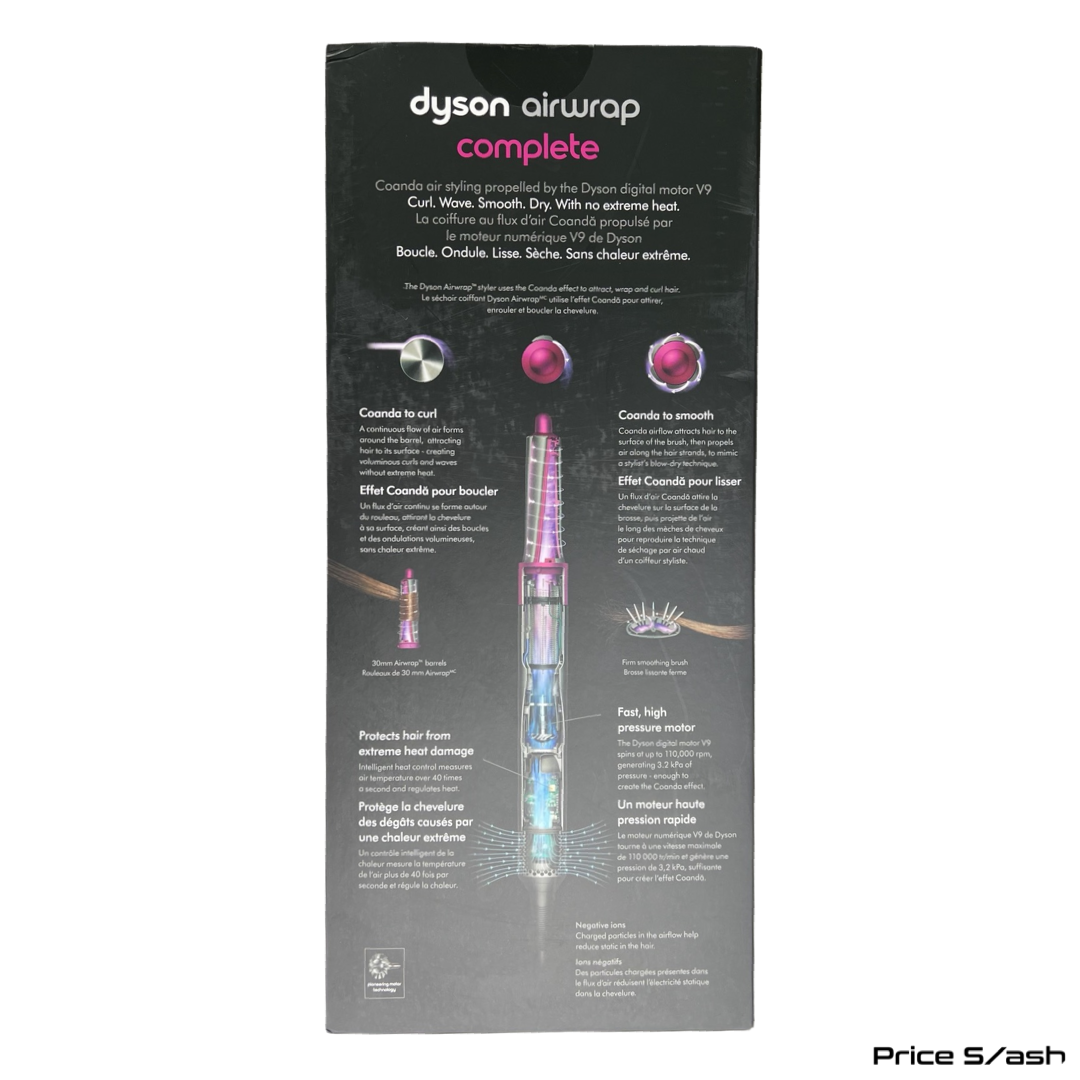 dyson airwrap
complete
Coanda air styling propelled by the Dyson digital motor V9
Curl. Wave. Smooth. Dry. With no extreme heat.
La coiffure au flux d'air Coandă propulsé par
le moteur numérique V9 de Dyson
Boucle. Ondule. Lisse. Sèche. Sans chaleur extrême.
The Dyson Airwrap™ styler uses the Coanda effect to attract, wrap and curl hair.
Le séchoir coiffant Dyson Airwrap^MC utilise l'effet Coandă pour attirer,
enrouler et boucler la chevelure.
Coanda to curl
A continuous flow of air forms
around the barrel, attracting
hair to its surface - creating
voluminous curls and waves
without extreme heat.
Effet Coandă pour boucler
Un flux d'air continu se forme autour
du rouleau, attirant la chevelure
à sa surface, créant ainsi des boucles
et des ondulations volumineuses,
sans chaleur extrême.
30mm Airwrap™ barrels
Rouleaux de 30 mm Airwrap^MC
Coanda to smooth
Coanda airflow attracts hair to the
surface of the brush, then propels
air along the hair strands, to mimic
a stylist's blow-dry technique.
Effet Coandă pour lisser
Un flux d'air Coandă attire la
chevelure sur la surface de la
brosse, puis projette de l'air
le long des mèches de cheveux
pour reproduire la technique
de séchage par air chaud
d'un coiffeur styliste.
Firm smoothing brush
Brosse lissante ferme
Protects hair from
extreme heat damage
Intelligent heat control measures
air temperature over 40 times
a second and regulates heat.
Protège la chevelure
des dégâts causés par
une chaleur extrême
Un contrôle intelligent de la
chaleur mesure la température
de l'air plus de 40 fois par
seconde et régule la chaleur.
Fast, high
pressure motor
The Dyson digital motor V9
spins at up to 110,000 rpm,
generating 3.2 kPa of
pressure - enough to
create the Coanda effect.
Un moteur haute
pression rapide
Le moteur numérique V9 de Dyson
tourne à une vitesse maximale
de 110 000 tr/min et génère une
pression de 3,2 kPa, suffisante
pour créer l'effet Coandă.
Negative ions
Charged particles in the airflow help
reduce static in the hair.
Ions négatifs
Des particules chargées présentes dans
le flux d'air réduisent l'électricité statique
dans la chevelure.
pioneering motor
technology
Price S/ash